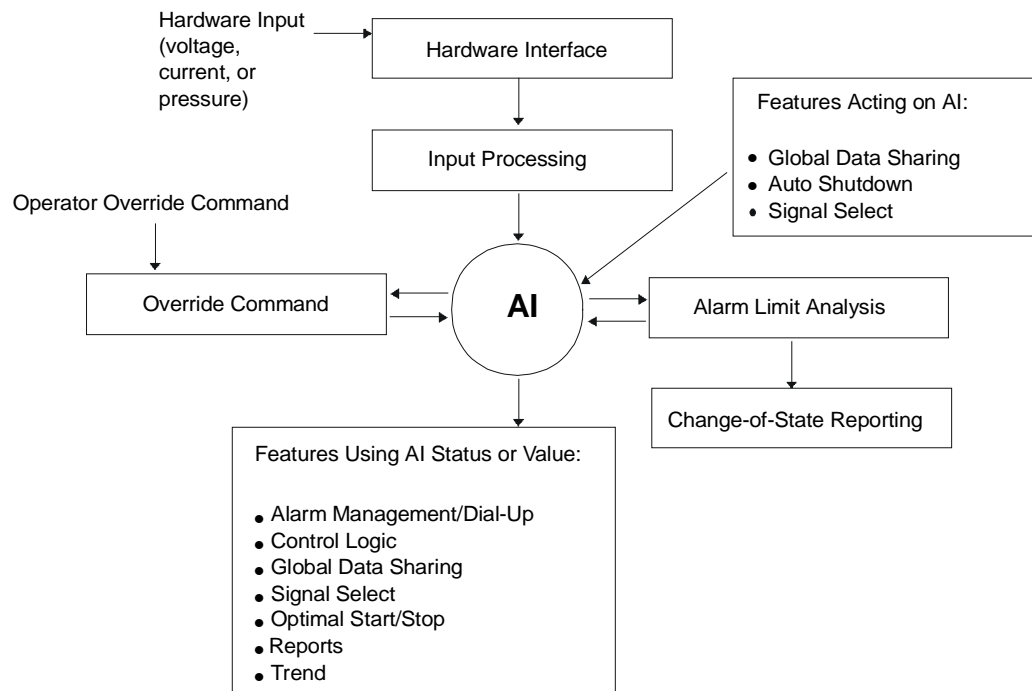 Hardware Input
(voltage,
current, or
pressure)
Hardware Interface
Features Acting on AI:
• Global Data Sharing
• Auto Shutdown
• Signal Select
Input Processing
Operator Override Command
Override Command
AI
Alarm Limit Analysis
Change-of-State Reporting
Features Using AI Status or Value:
• Alarm Management/Dial-Up
• Control Logic
• Global Data Sharing
• Signal Select
• Optimal Start/Stop
• Reports
• Trend